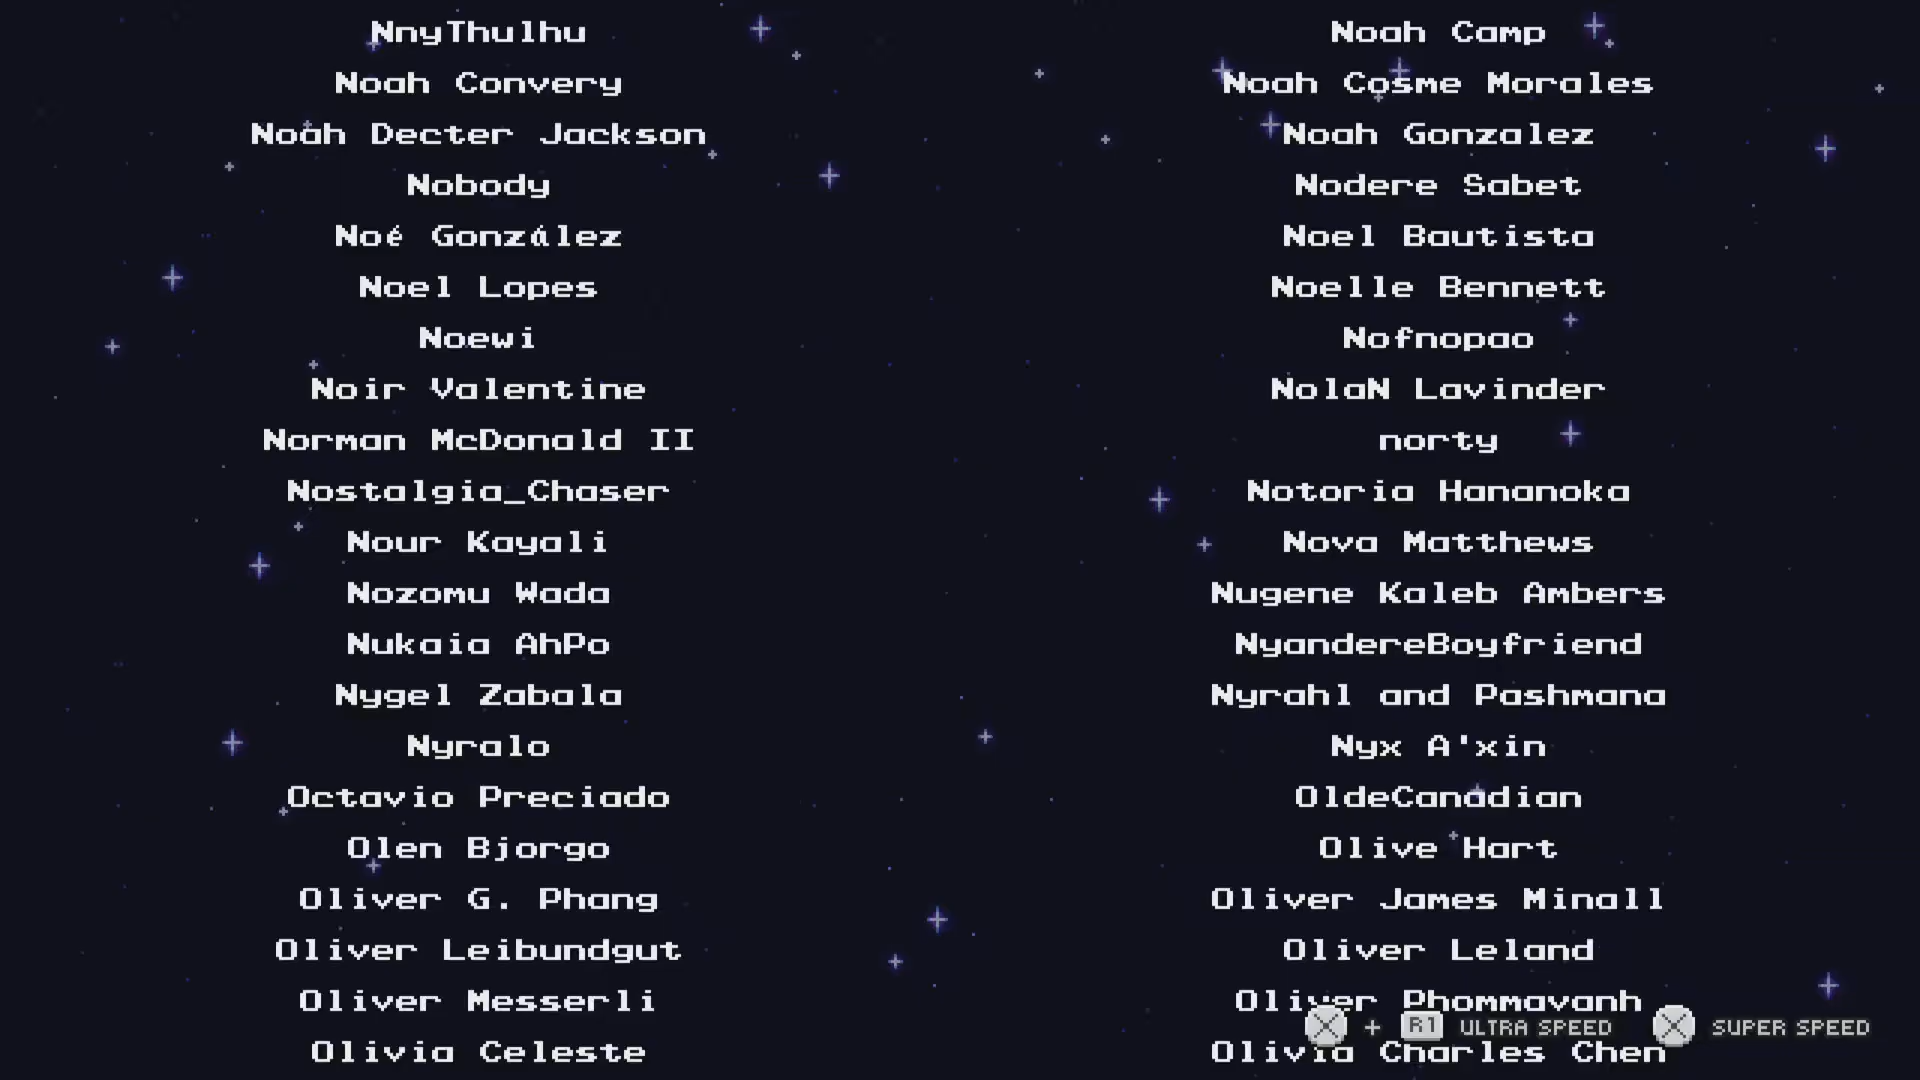 NnyThulhu
Noah Camp
Noah Convery
Noah Cosme Morales
Noah Decter Jackson
Noah Gonzalez
Nobody
Nodere Sabet
Noé González
Noel Bautista
Noel Lopes
Noelle Bennett
Noewi
Nofnopao
Noir Valentine
NolaN Lavinder
Norman McDonald II
norty
Nostalgia_Chaser
Notoria Hananoka
Nour Kayali
Nova Matthews
Nozomu Wada
Nugene Kaleb Ambers
Nukaia AhPo
NyandereBoyfriend
Nygel Zabala
Nyrahl and Pashmana
Nyralo
Nyx A'xin
Octavio Preciado
OldeCanadian
Olen Bjorgo
Olive Hart
Oliver G. Phang
Oliver James Minall
Oliver Leibundgut
Oliver Leland
Oliver Messerli
Oliver Phommavanh
R1 ULTRA SPEED SUPER SPEED
Olivia Celeste
Olivia Charles Chen